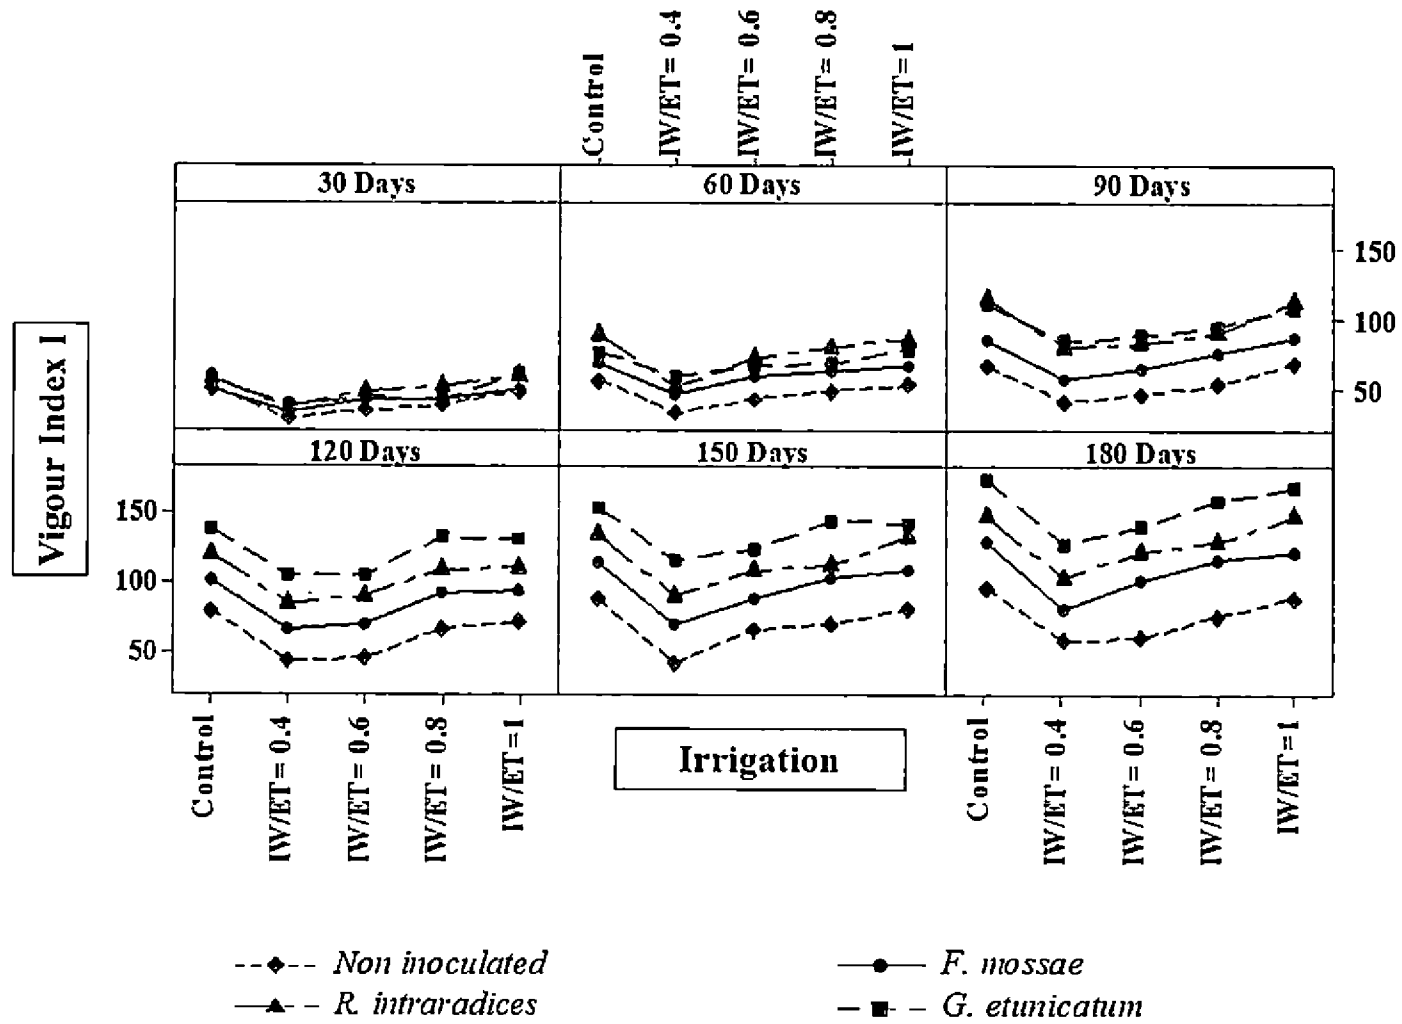 Control
IW/ET= 0.4
IW/ET= 0.6
IW/ET= 0.8
IW/ET=1
30 Days
60 Days
90 Days
150
100
50
Vigour Index I
120 Days
150 Days
180 Days
150
100
50
Control
IW/ET= 0.4
IW/ET= 0.6
IW/ET= 0.8
IW/ET=1
Irrigation
Control
IW/ET= 0.4
IW/ET= 0.6
IW/ET= 0.8
IW/ET=1
Non inoculated
F. mossae
R. intraradices
G. etunicatum